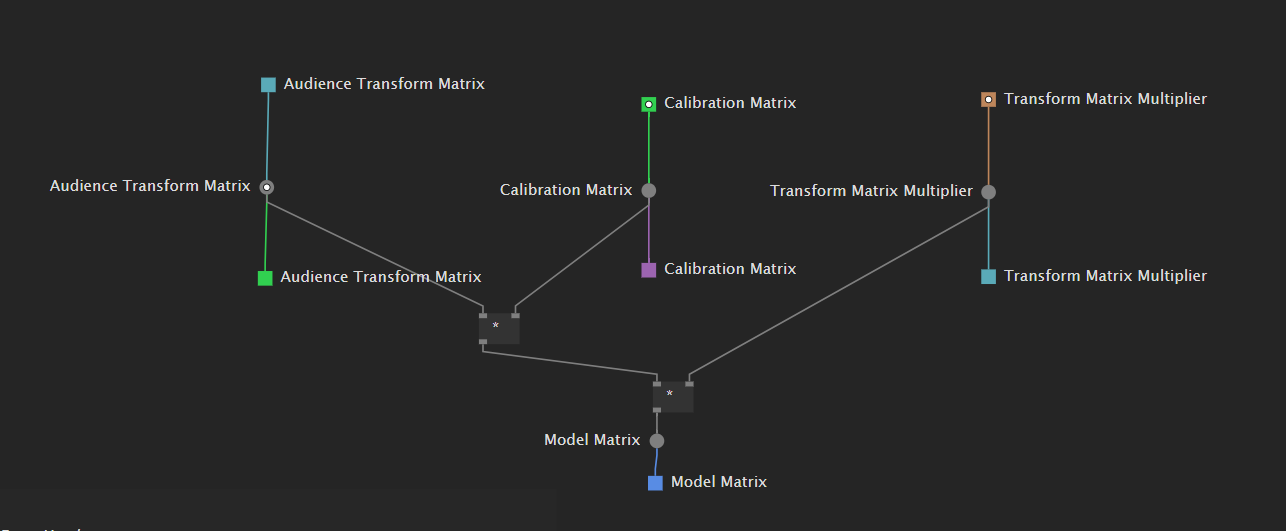 Audience Transform Matrix
Calibration Matrix
Transform Matrix Multiplier
Audience Transform Matrix
Calibration Matrix
Transform Matrix Multiplier
Audience Transform Matrix
Calibration Matrix
Transform Matrix Multiplier
*
*
Model Matrix
Model Matrix